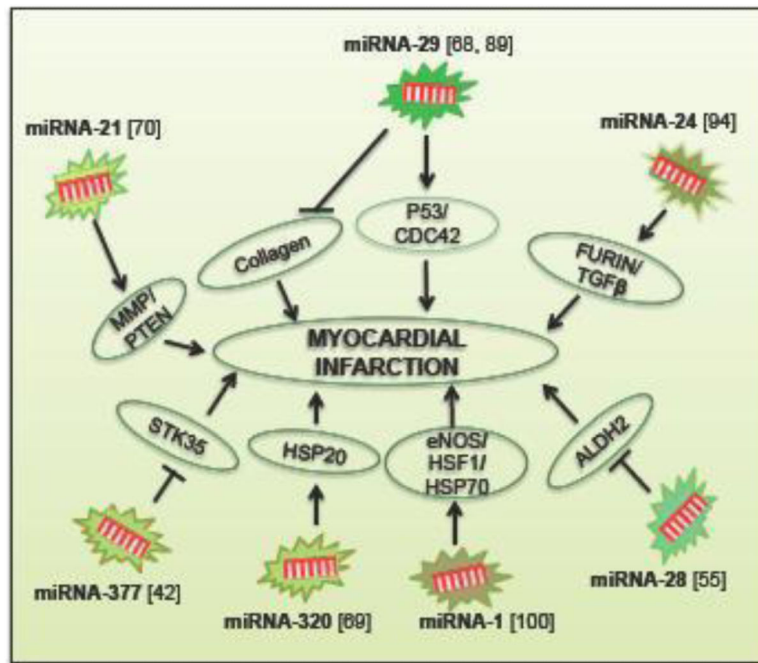 miRNA-29 [68, 89]
miRNA-21 [70]
miRNA-24 [94]
Collagen
P53/
CDC42
FURIN/
TGFβ
MMP/
PTEN
MYOCARDIAL
INFARCTION
STK35
HSP20
eNOS/
HSF1/
HSP70
ALDH2
miRNA-377 [42]
miRNA-320 [69]
miRNA-1 [100]
miRNA-28 [55]